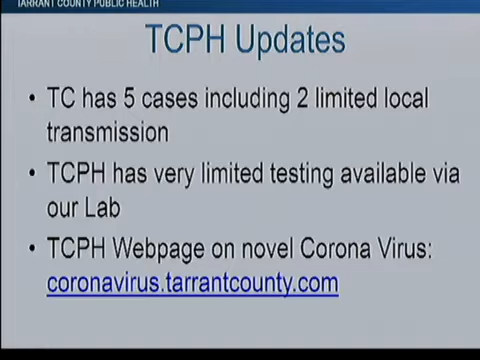 TARRANT COUNTY PUBLIC HEALTH
TCPH Updates
• TC has 5 cases including 2 limited local
transmission
• TCPH has very limited testing available via
our Lab
• TCPH Webpage on novel Corona Virus:
coronavirus.tarrantcounty.com